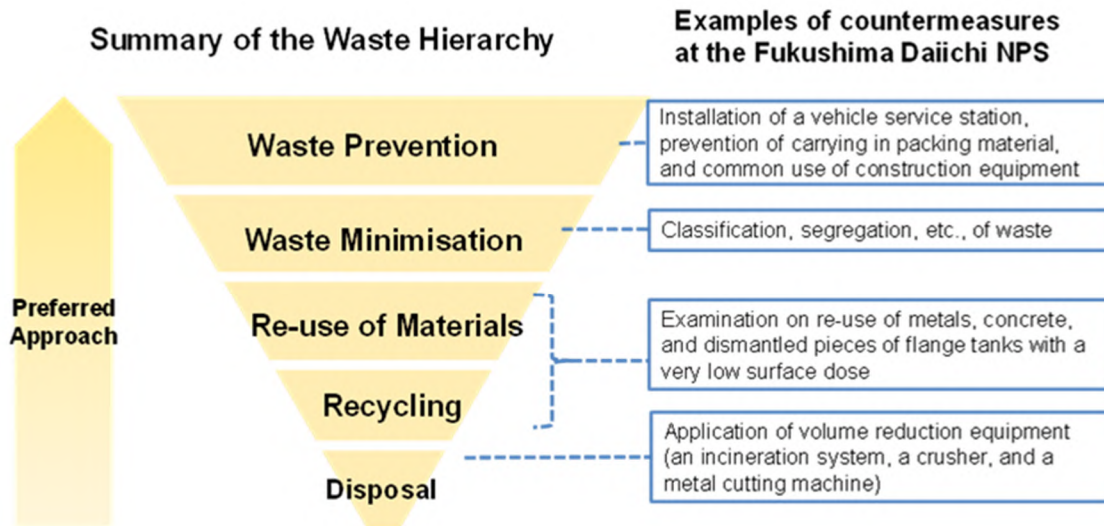 Summary of the Waste Hierarchy
Examples of countermeasures
at the Fukushima Daiichi NPS
Preferred
Approach
Waste Prevention
Installation of a vehicle service station,
prevention of carrying in packing material,
and common use of construction equipment
Waste Minimisation
Classification, segregation, etc., of waste
Re-use of Materials
Recycling
Examination on re-use of metals, concrete,
and dismantled pieces of flange tanks with a
very low surface dose
Disposal
Application of volume reduction equipment
(an incineration system, a crusher, and a
metal cutting machine)